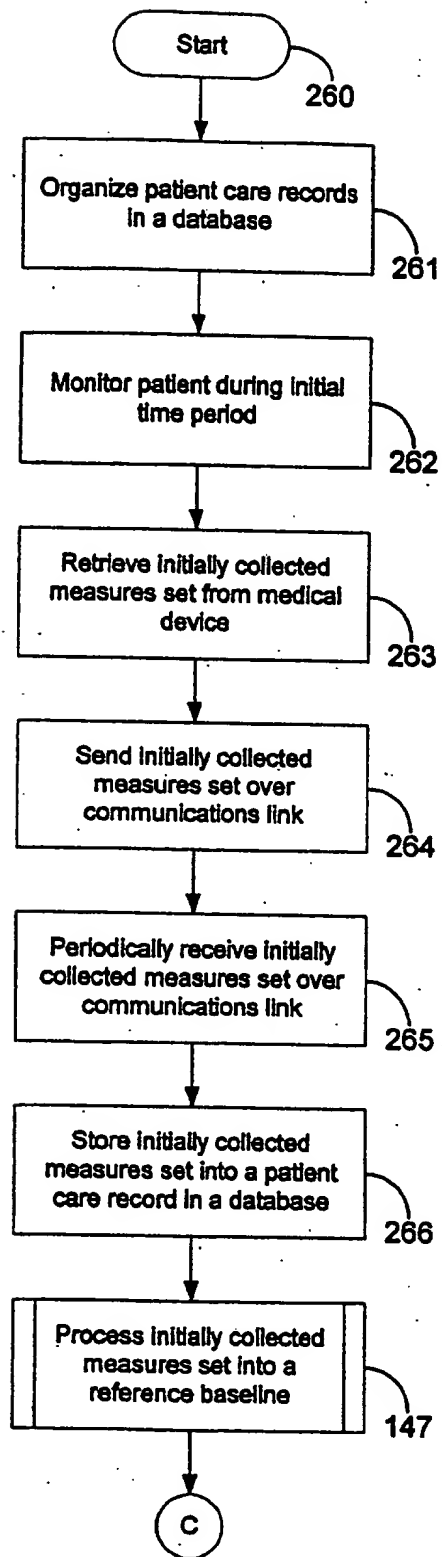 Start
260
Organize patient care records
in a database
261
Monitor patient during initial
time period
262
Retrieve initially collected
measures set from medical
device
263
Send initially collected
measures set over
communications link
264
Periodically receive initially
collected measures set over
communications link
265
Store initially collected
measures set into a patient
care record in a database
266
Process initially collected
measures set into a
reference baseline
147
C